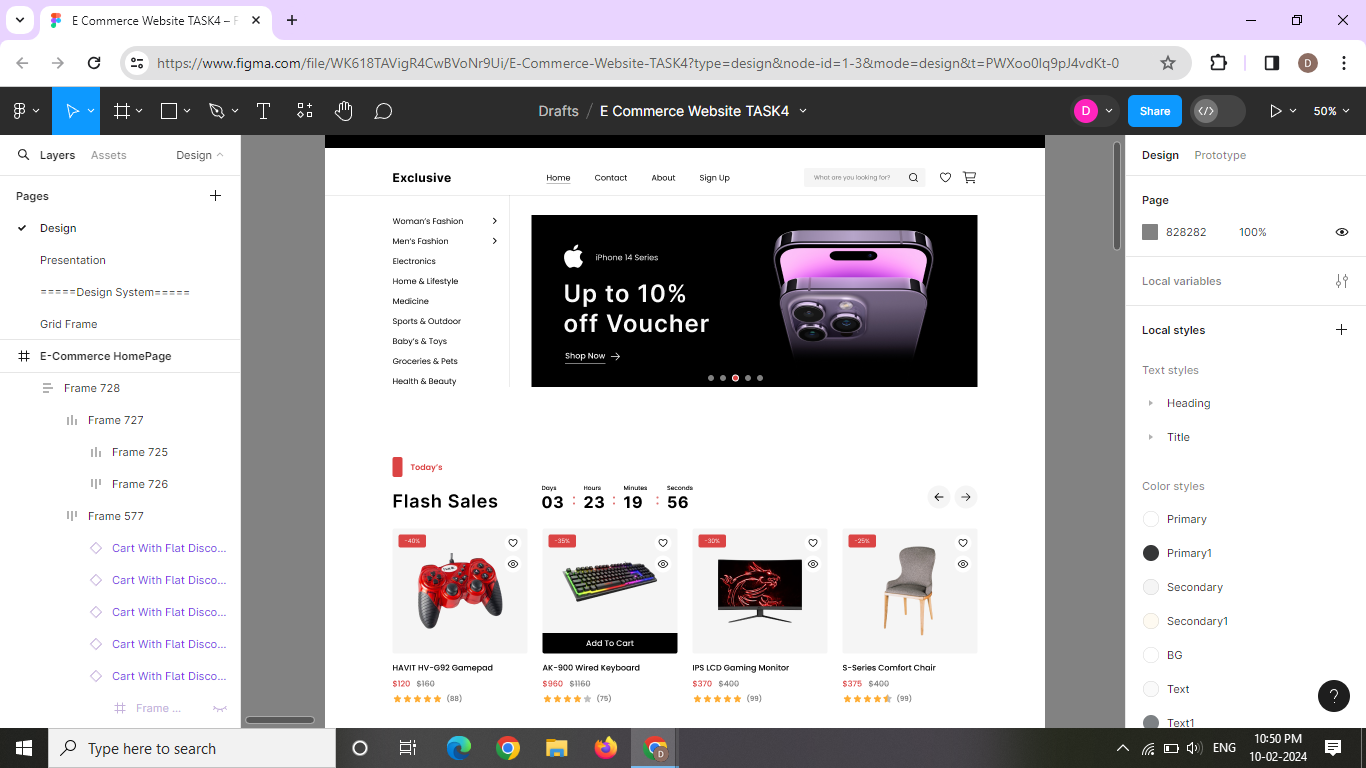 E Commerce Website TASK4 – F
https://www.figma.com/file/WK618TAVigR4CwBVoNr9Ui/E-Commerce-Website-TASK4?type=design&node-id=1-3&mode=design&t=PWXoo0Iq9pJ4vdKt-0
D
Drafts / E Commerce Website TASK4
D
Share
50%
Layers
Assets
Design
Pages
Design
Presentation
=====Design System=====
Grid Frame
E-Commerce HomePage
Frame 728
Frame 727
Frame 725
Frame 726
Frame 577
Cart With Flat Disco...
Cart With Flat Disco...
Cart With Flat Disco...
Cart With Flat Disco...
Cart With Flat Disco...
Frame ...
Exclusive
Home
Contact
About
Sign Up
What are you looking for?
Woman's Fashion
Men's Fashion
Electronics
Home & Lifestyle
Medicine
Sports & Outdoor
Baby's & Toys
Groceries & Pets
Health & Beauty
iPhone 14 Series
Up to 10%
off Voucher
Shop Now
Today's
Flash Sales
Days Hours Minutes Seconds
03 : 23 : 19 : 56
-40%
-35%
-30%
-25%
Add To Cart
HAVIT HV-G92 Gamepad
$120 $160
(88)
AK-900 Wired Keyboard
$960 $1160
(75)
IPS LCD Gaming Monitor
$370 $400
(99)
S-Series Comfort Chair
$375 $400
(99)
Design
Prototype
Page
828282 100%
Local variables
Local styles
Text styles
Heading
Title
Color styles
Primary
Primary1
Secondary
Secondary1
BG
Text
Text1
?
Type here to search
D
ENG
10:50 PM
10-02-2024